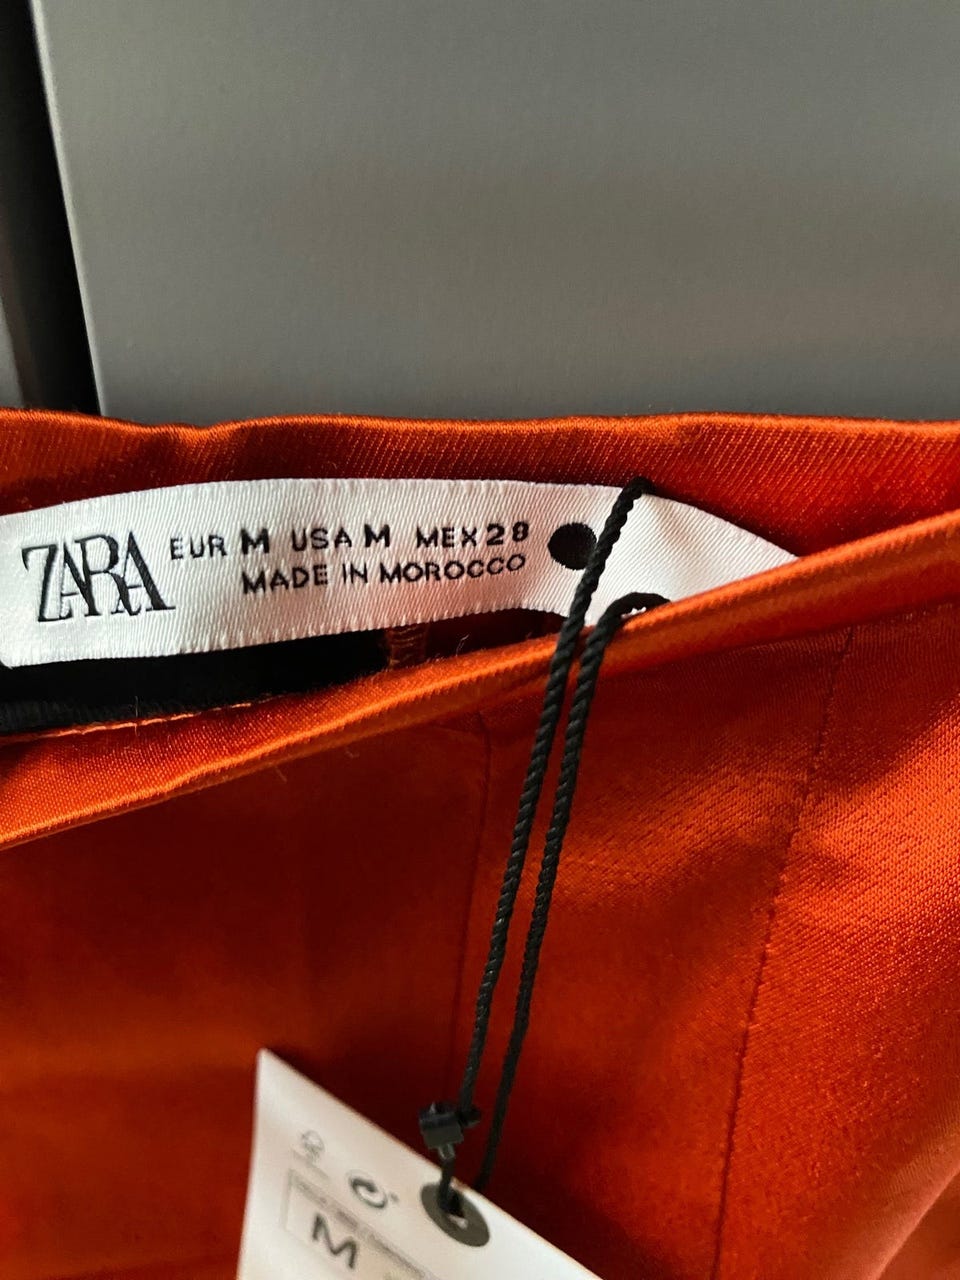 ZARA
EUR M USA M MEX 28
MADE IN MOROCCO
M